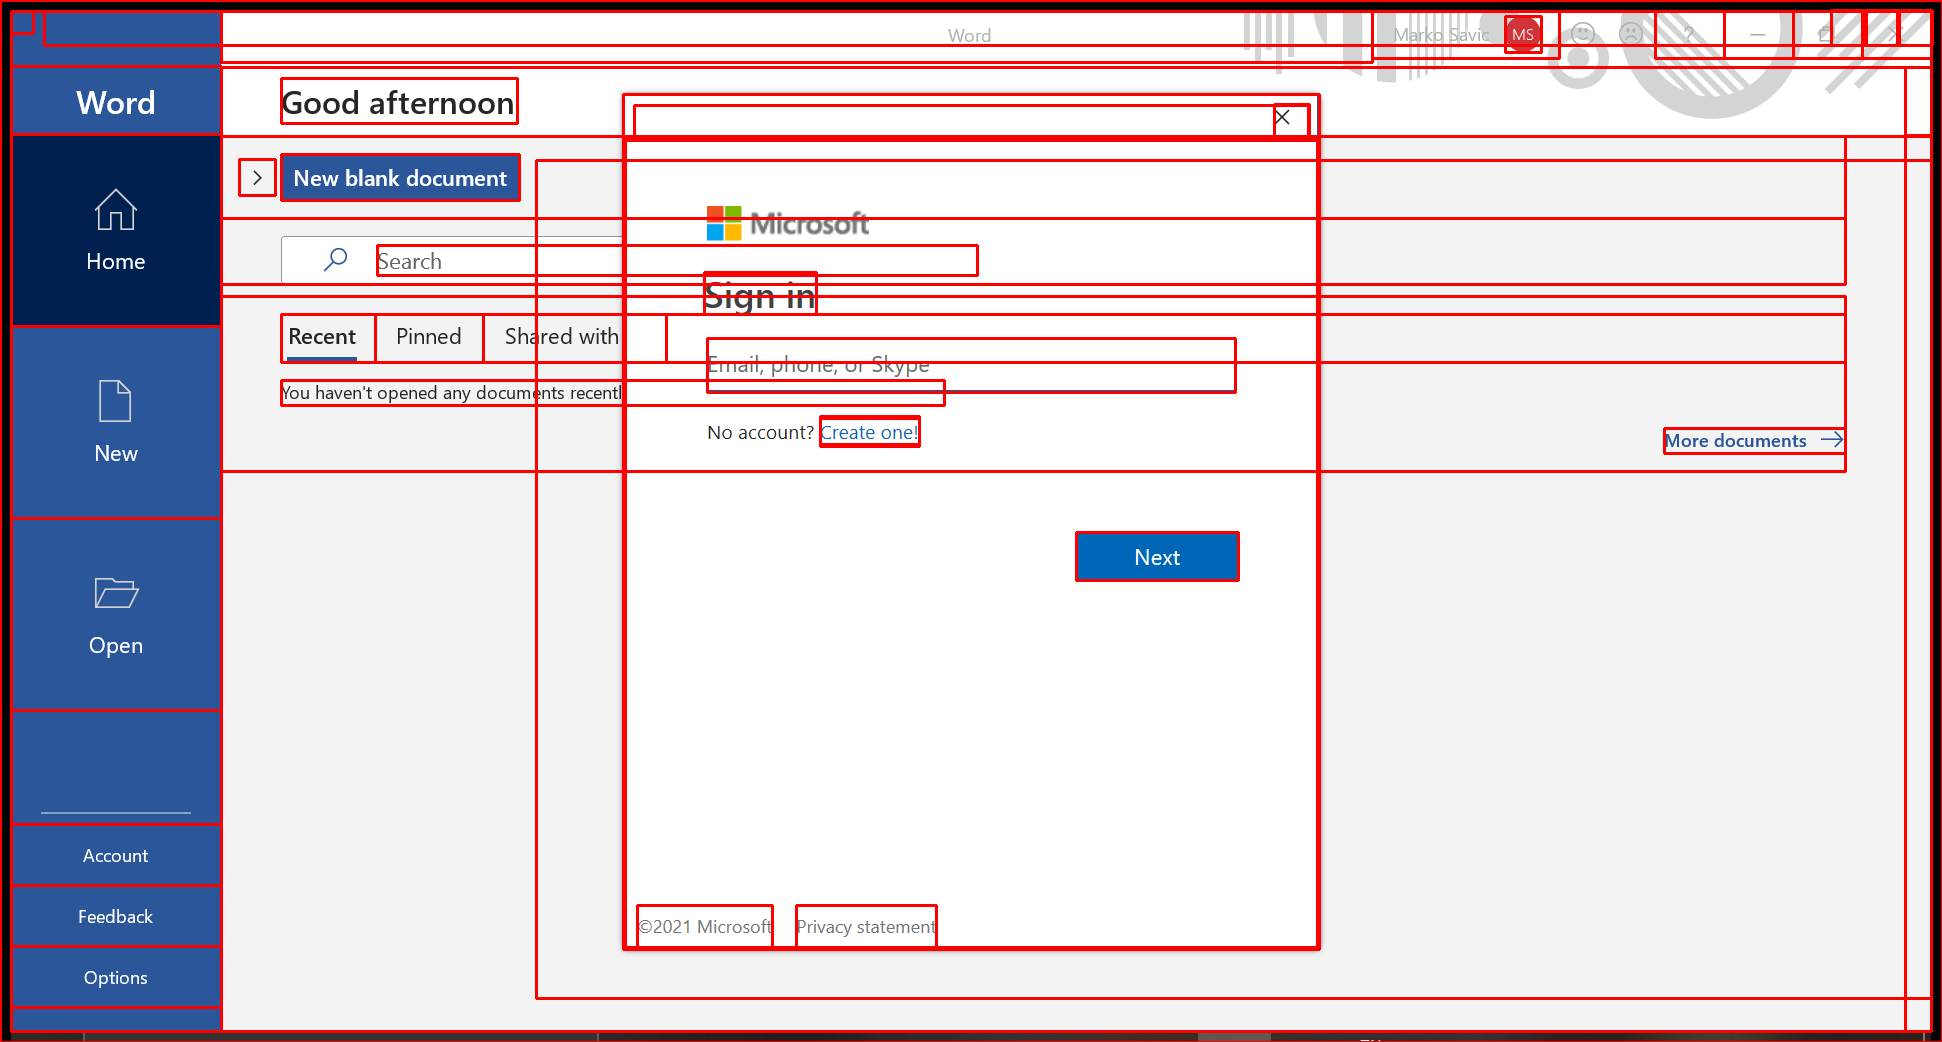 Word
Marko Savic
MS
?
Word
Good afternoon
New blank document
Home
Microsoft
Search
Sign in
Recent
Pinned
Shared with
Email, phone, or Skype
You haven't opened any documents recentl
No account? Create one!
More documents
New
Next
Open
Account
Feedback
©2021 Microsoft
Privacy statement
Options